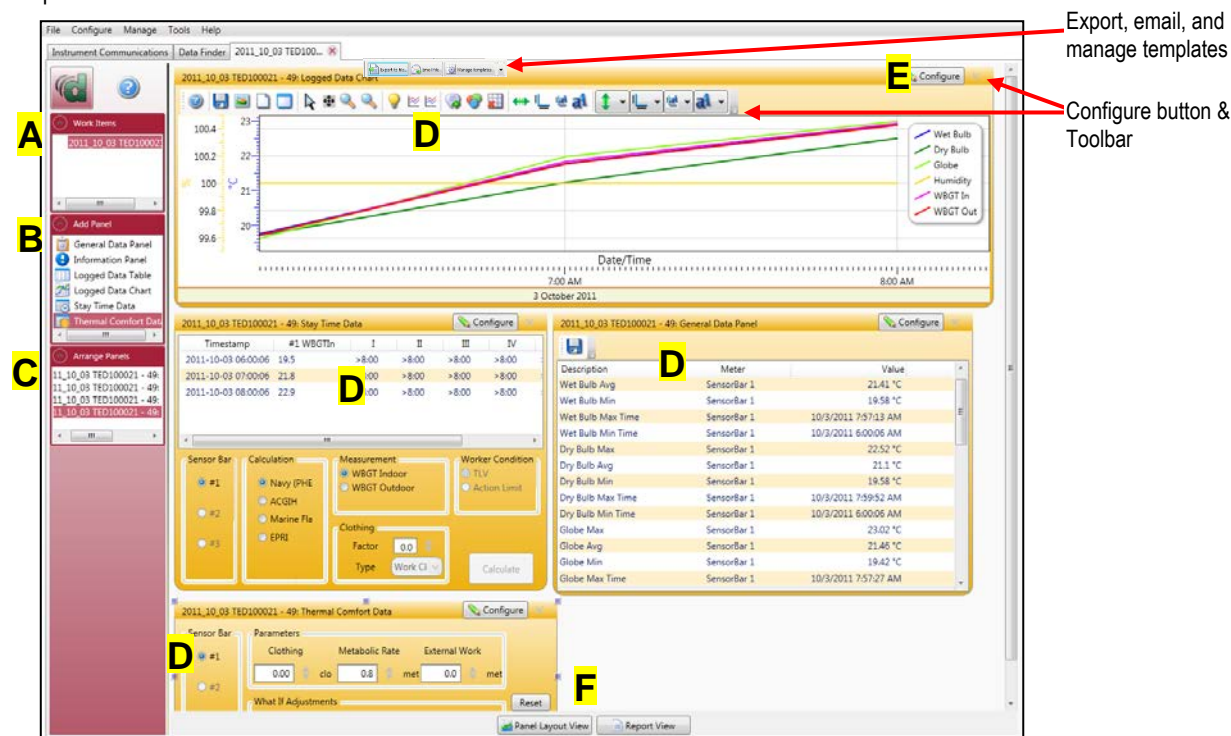 Export, email, and
manage templates
File Configure Manage Tools Help
Instrument Communications Data Finder 2011_10_03 TED100...
Manage templates
2011_10_03 TED100021 - 49: Logged Data Chart
E
Configure
Configure button &
Toolbar
A
Work Items
2011_10_03 TED100021
D
100.4
100.2
100
99.8
99.6
%
23
22
21
20
°C
Wet Bulb
Dry Bulb
Globe
Humidity
WBGT In
WBGT Out
Date/Time
7:00 AM 8:00 AM
3 October 2011
B
Add Panel
General Data Panel
Information Panel
Logged Data Table
Logged Data Chart
Stay Time Data
Thermal Comfort Data
C
Arrange Panels
11_10_03 TED100021 - 49:
11_10_03 TED100021 - 49:
11_10_03 TED100021 - 49:
11_10_03 TED100021 - 49:
2011_10_03 TED100021 - 49: Stay Time Data
Configure
Timestamp #1 WBGTIn I II III IV
2011-10-03 06:00:06 19.5 >8:00 >8:00 >8:00 >8:00
2011-10-03 07:00:06 21.8 :00 >8:00 >8:00 >8:00
2011-10-03 08:00:06 22.9 :00 >8:00 >8:00 >8:00
D
Sensor Bar
#1
#2
#3
Calculation
Navy (PHE
ACGIH
Marine Fla
EPRI
Measurement
WBGT Indoor
WBGT Outdoor
Worker Condition
TLV
Action Limit
Clothing
Factor 0.0
Type Work Cl
Calculate
2011_10_03 TED100021 - 49: General Data Panel
Configure
D
Description Meter Value
Wet Bulb Avg SensorBar 1 21.41 °C
Wet Bulb Min SensorBar 1 19.58 °C
Wet Bulb Max Time SensorBar 1 10/3/2011 7:57:13 AM
Wet Bulb Min Time SensorBar 1 10/3/2011 6:00:06 AM
Dry Bulb Max SensorBar 1 22.52 °C
Dry Bulb Avg SensorBar 1 21.1 °C
Dry Bulb Min SensorBar 1 19.58 °C
Dry Bulb Max Time SensorBar 1 10/3/2011 7:59:52 AM
Dry Bulb Min Time SensorBar 1 10/3/2011 6:00:06 AM
Globe Max SensorBar 1 23.02 °C
Globe Avg SensorBar 1 21.46 °C
Globe Min SensorBar 1 19.42 °C
Globe Max Time SensorBar 1 10/3/2011 7:57:27 AM
2011_10_03 TED100021 - 49: Thermal Comfort Data
Configure
Sensor Bar
D
#1
#2
Parameters
Clothing Metabolic Rate External Work
0.00 clo 0.8 met 0.0 met
What If Adjustments
Reset
F
Panel Layout View Report View